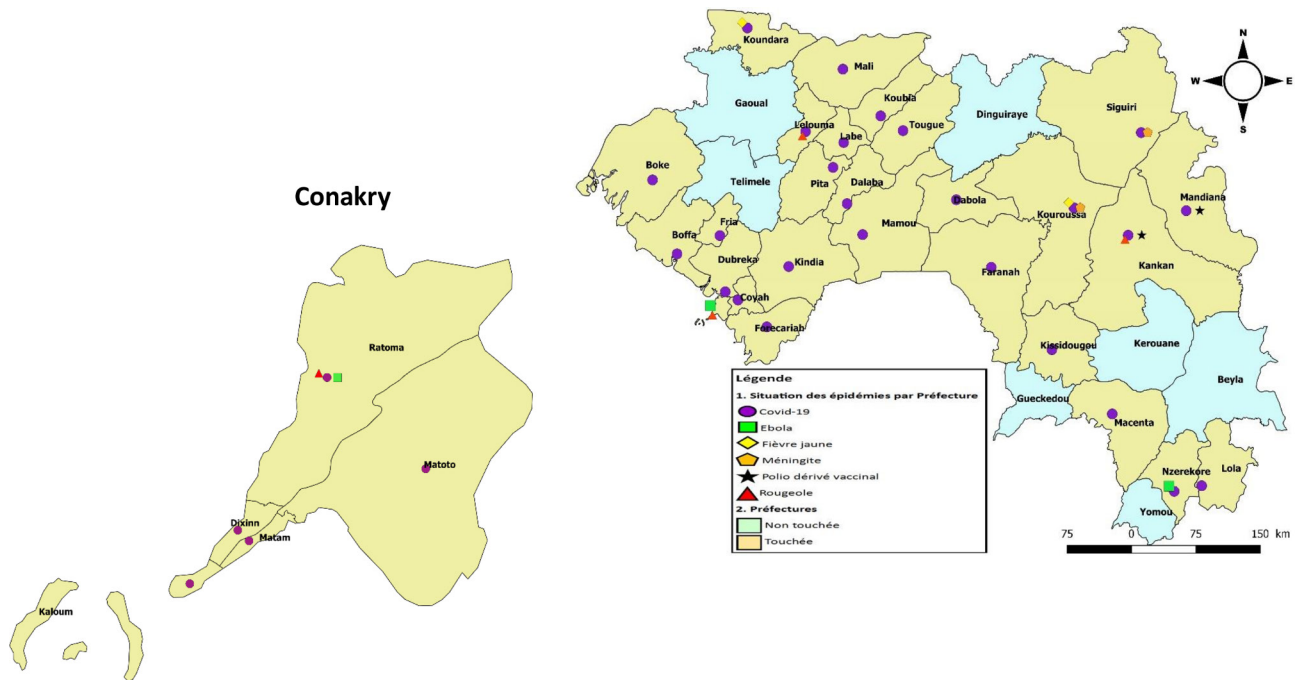 Conakry
Ratoma
Matoto
Dixinn
Matam
Kaloum
Koundara
Mali
Gaoual
Koubia
Lelouma
Labe
Tougue
Dinguiraye
Siguiri
Boke
Telimele
Pita
Dalaba
Dabola
Kouroussa
Mandiana
Fria
Boffa
Mamou
Dubreka
Kindia
Faranah
Kankan
Coyah
Forecariah
Kissidougou
Kerouane
Beyla
Gueckedou
Macenta
Nzerekore
Lola
Yomou
N
W
E
S
Légende
1. Situation des épidémies par Préfecture
Covid-19
Ebola
Fièvre jaune
Méningite
Polio dérivé vaccinal
Rougeole
2. Préfectures
Non touchée
Touchée
75 0 75 150 km